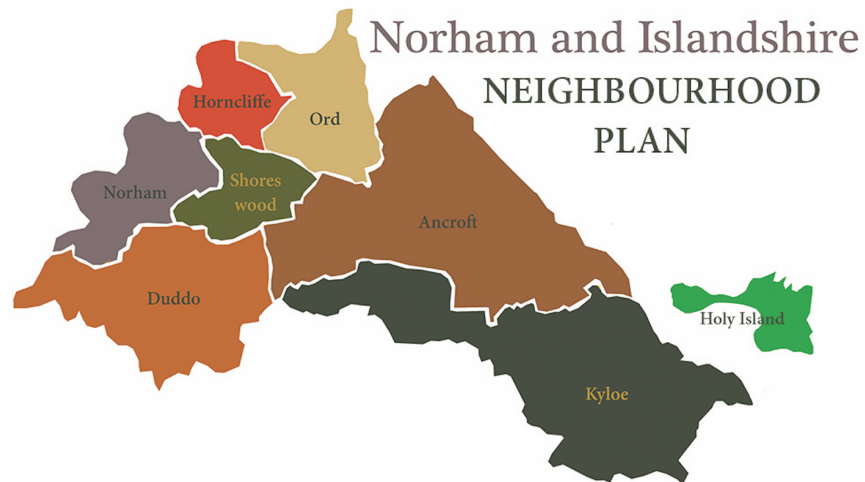 Norham and Islandshire
NEIGHBOURHOOD
PLAN
Horncliffe
Ord
Norham
Shores
wood
Ancroft
Duddo
Holy Island
Kyloe